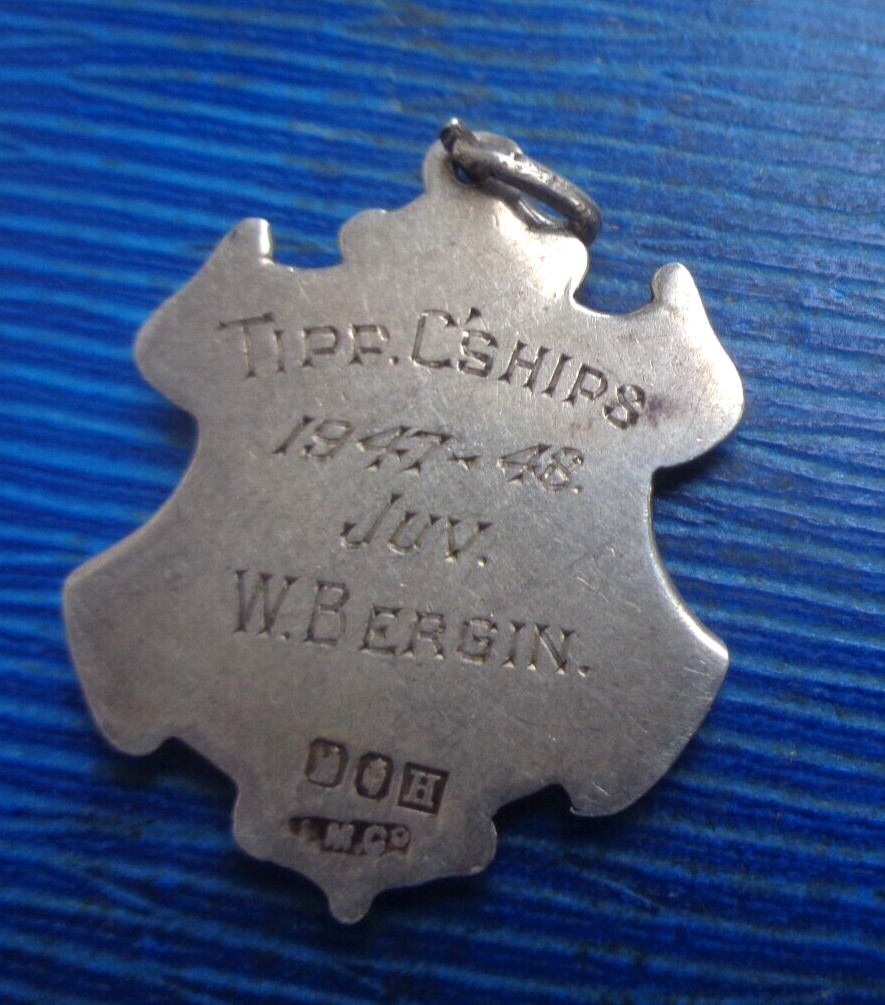 TIPP. C'SHIPS
1947-48.
JUV.
W. BERGIN.
H
M.Co